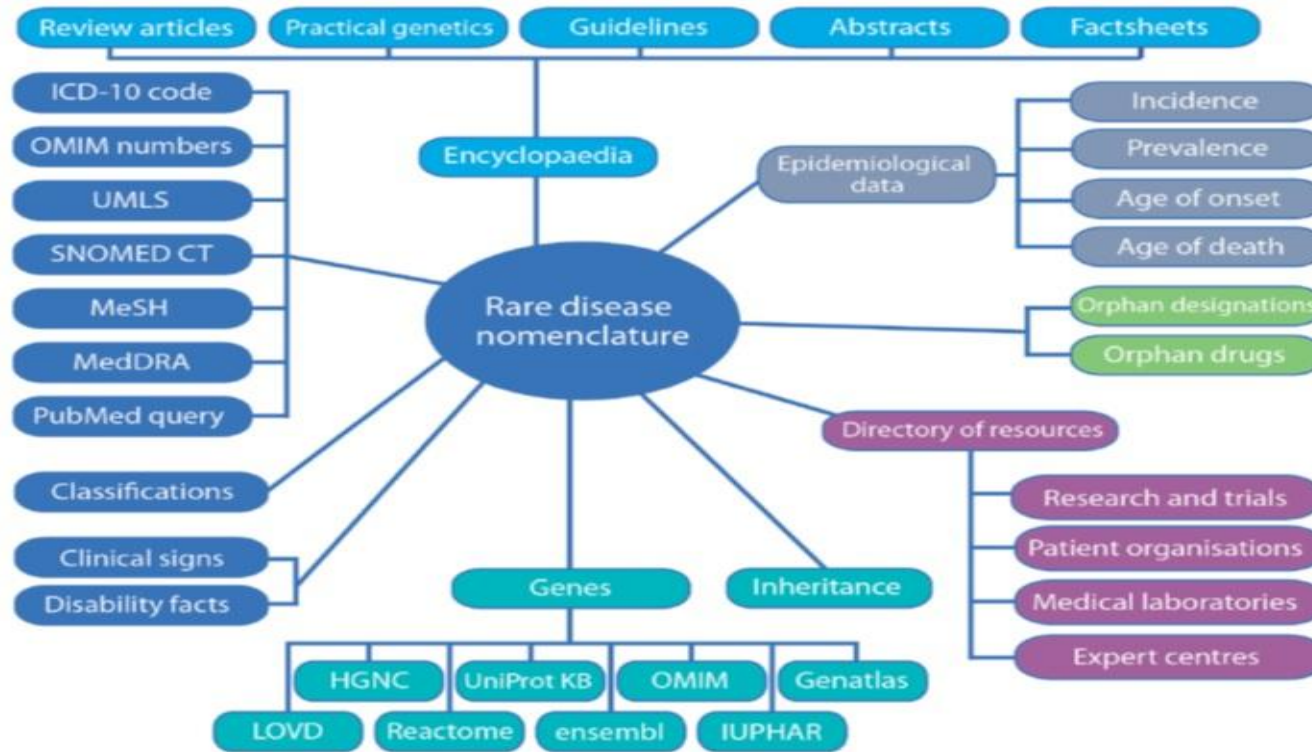 Review articles
Practical genetics
Guidelines
Abstracts
Factsheets
ICD-10 code
OMIM numbers
UMLS
SNOMED CT
MeSH
MedDRA
PubMed query
Classifications
Clinical signs
Disability facts
Encyclopaedia
Rare disease
nomenclature
Epidemiological
data
Incidence
Prevalence
Age of onset
Age of death
Orphan designations
Orphan drugs
Directory of resources
Research and trials
Patient organisations
Medical laboratories
Expert centres
Genes
Inheritance
HGNC
UniProt KB
OMIM
Genatlas
LOVD
Reactome
ensembl
IUPHAR